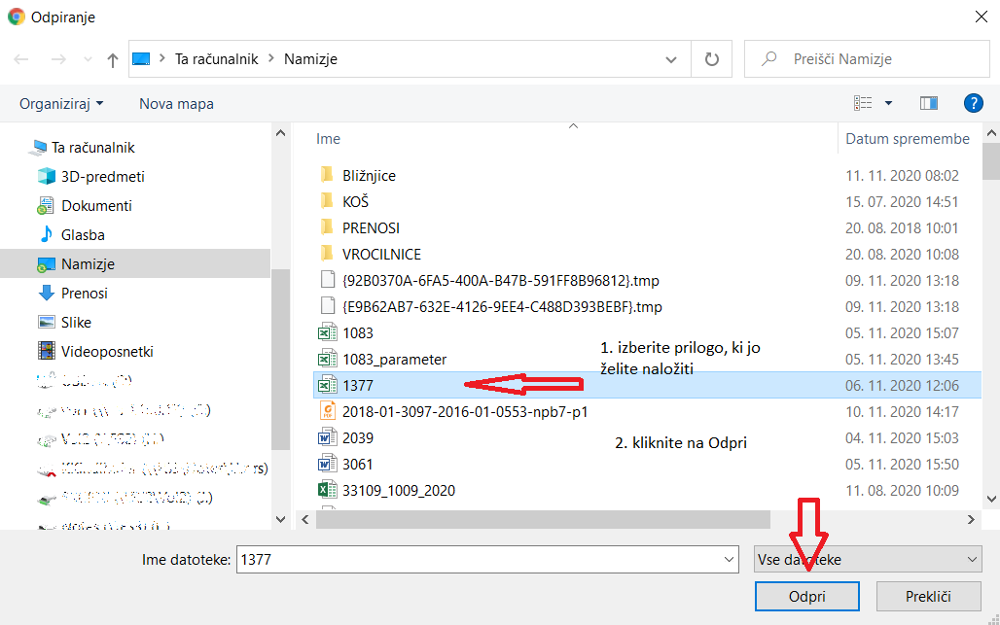 Odpiranje
Ta računalnik > Namizje
Preišči Namizje
Organiziraj
Nova mapa
?
Ta računalnik
3D-predmeti
Dokumenti
Glasba
Namizje
Prenosi
Slike
Videoposnetki
Ime Datum spremembe
Bližnjice 11. 11. 2020 08:02
KOŠ 15. 07. 2020 14:51
PRENOSI 20. 08. 2018 10:01
VROCILNICE 20. 08. 2020 10:08
{92B0370A-6FA5-400A-B47B-591FF8B96812}.tmp 09. 11. 2020 13:18
{E9B62AB7-632E-4126-9EE4-C488D393BEBF}.tmp 09. 11. 2020 13:18
1083 05. 11. 2020 15:07
1083_parameter 05. 11. 2020 13:45
1377 06. 11. 2020 12:06
2018-01-3097-2016-01-0553-npb7-p1 10. 11. 2020 14:17
2039 04. 11. 2020 15:03
3061 05. 11. 2020 15:50
33109_1009_2020 11. 08. 2020 10:09
1. izberite prilogo, ki jo
želite naložiti
2. kliknite na Odpri
Ime datoteke: 1377
Vse datoteke
Odpri
Prekliči